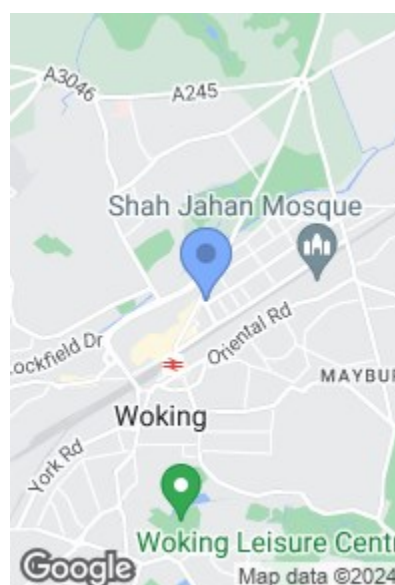 A3046
A245
Shah Jahan Mosque
Lockfield Dr
Oriental Rd
MAYBUR
Woking
York Rd
Woking Leisure Centr
Google
Map data ©2024